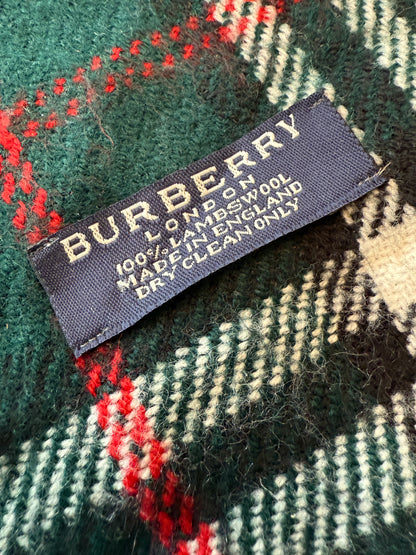 BURBERRY
LONDON
100% LAMBSWOOL
MADE IN ENGLAND
DRY CLEAN ONLY